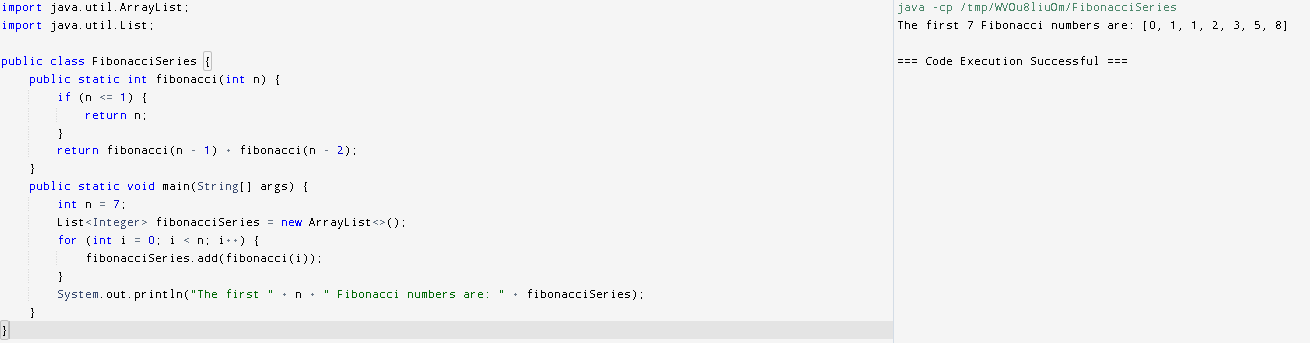 import java.util.ArrayList;
import java.util.List;
public class FibonacciSeries {
public static int fibonacci(int n) {
if (n <= 1) {
return n;
}
return fibonacci(n - 1) + fibonacci(n - 2);
}
public static void main(String[] args) {
int n = 7;
List<Integer> fibonacciSeries = new ArrayList<>();
for (int i = 0; i < n; i++) {
fibonacciSeries.add(fibonacci(i));
}
System.out.println("The first " + n + " Fibonacci numbers are: " + fibonacciSeries);
}
}
java -cp /tmp/WVOu8liuOm/FibonacciSeries
The first 7 Fibonacci numbers are: [0, 1, 1, 2, 3, 5, 8]
=== Code Execution Successful ===